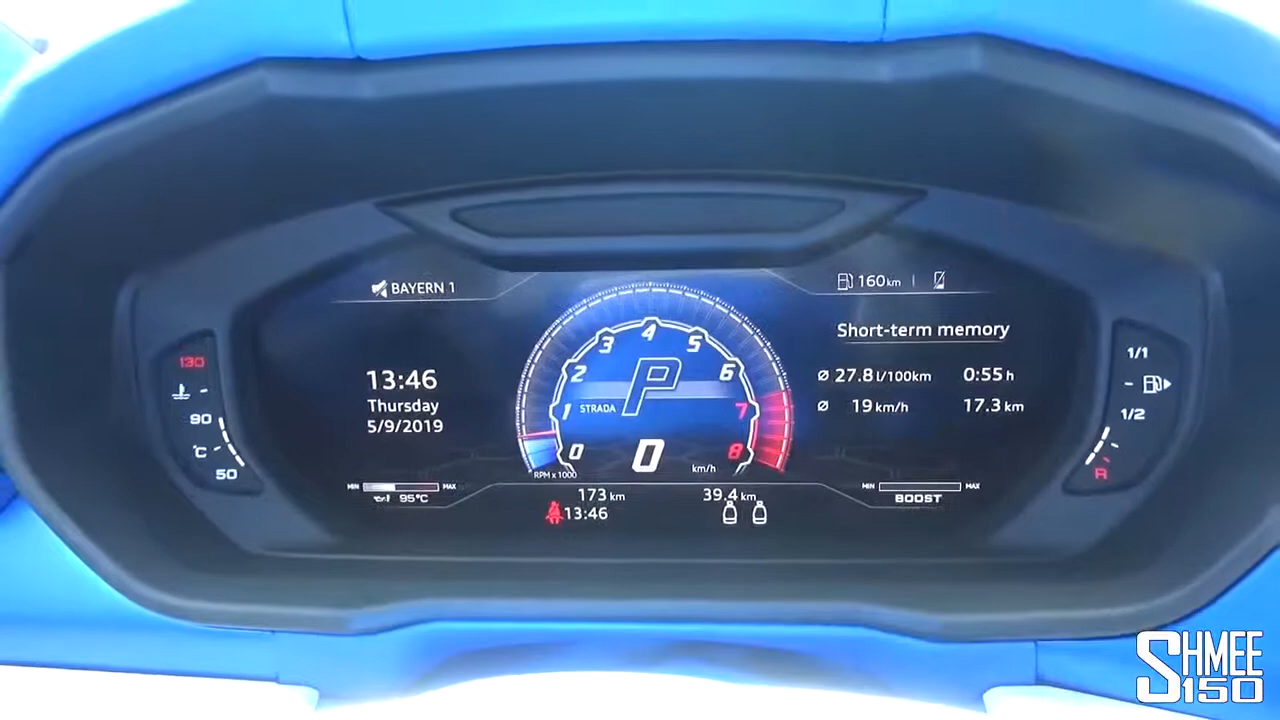 BAYERN 1
160 km
Short-term memory
Ø 27.8 l/100km 0:55 h
Ø 19 km/h 17.3 km
13:46
Thursday
5/9/2019
130
90
°C
50
MIN MAX
95°C
0 1 2 3 4 5 6 7 8
P
STRADA
0
km/h
RPM x 1000
173 km
39.4 km
13:46
MIN MAX
BOOST
1/1
1/2
R
SHMEE
150